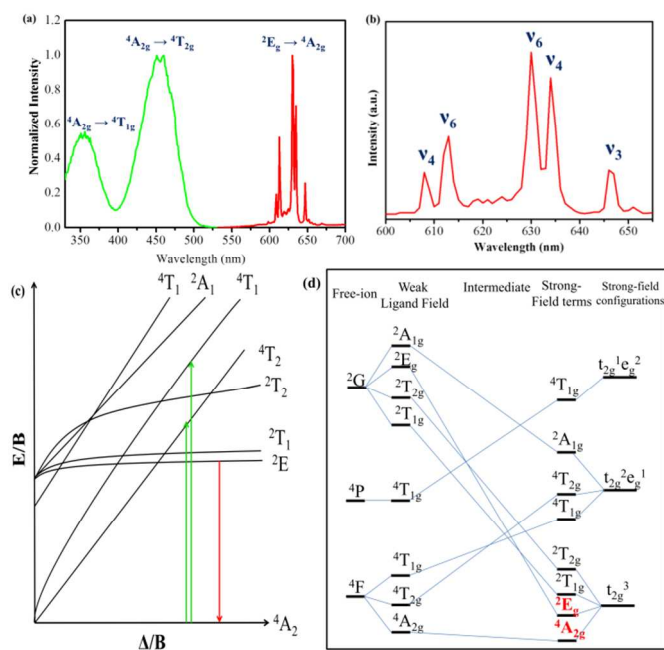 (a)
⁴A₂g → ⁴T₂g
²Eg → ⁴A₂g
⁴A₂g → ⁴T₁g
Normalized Intensity
1.2
1.0
0.8
0.6
0.4
0.2
0.0
350 400 450 500 550 600 650 700
Wavelength (nm)
(b)
ν₆
ν₄
ν₆
ν₄
ν₃
Intensity (a.u.)
600 610 620 630 640 650
Wavelength (nm)
(c)
⁴T₁ ²A₁ ⁴T₁
⁴T₂
²T₂
²T₁
²E
⁴A₂
E/B
Δ/B
(d)
Free-ion
Weak Ligand Field
Intermediate
Strong-Field terms
Strong-field configurations
²G
⁴P
⁴F
²A₁g
²Eg
²T₂g
²T₁g
⁴T₁g
⁴T₁g
⁴T₂g
⁴A₂g
⁴T₁g
²A₁g
⁴T₂g
⁴T₁g
²T₂g
²T₁g
²Eg
⁴A₂g
t₂g¹eg²
t₂g²eg¹
t₂g³